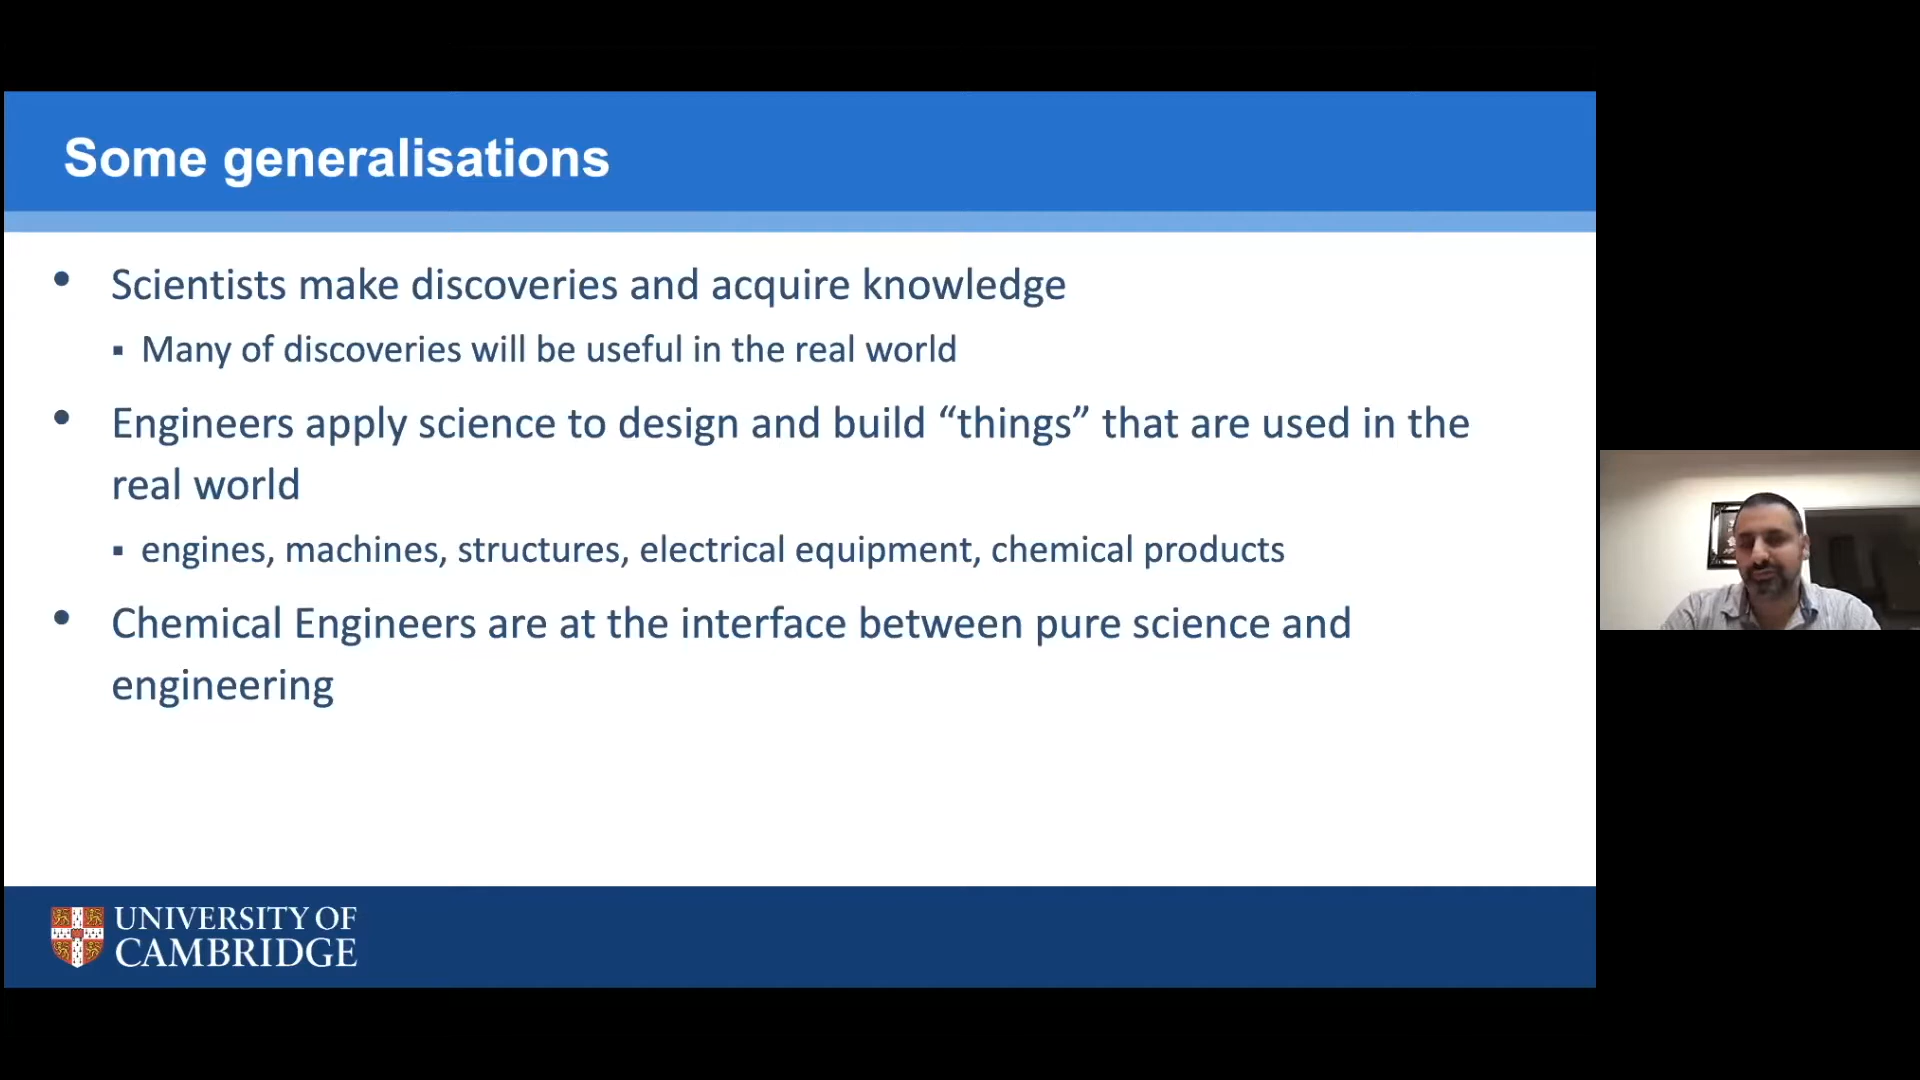 Some generalisations
• Scientists make discoveries and acquire knowledge
▪ Many of discoveries will be useful in the real world
• Engineers apply science to design and build “things” that are used in the
real world
▪ engines, machines, structures, electrical equipment, chemical products
• Chemical Engineers are at the interface between pure science and
engineering
UNIVERSITY OF
CAMBRIDGE